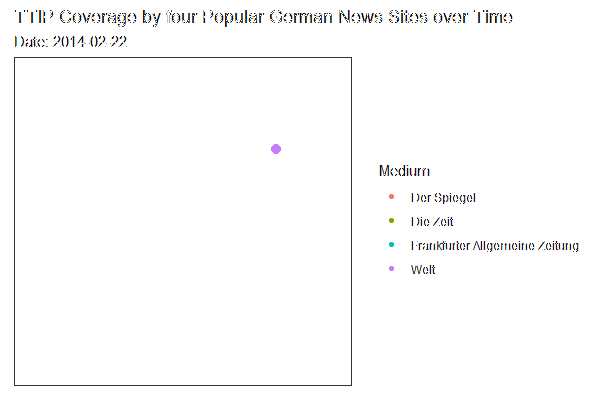 TTIP Coverage by four Popular German News Sites over Time
Date: 2014-02-22
Medium
Der Spiegel
Die Zeit
Frankfurter Allgemeine Zeitung
Welt